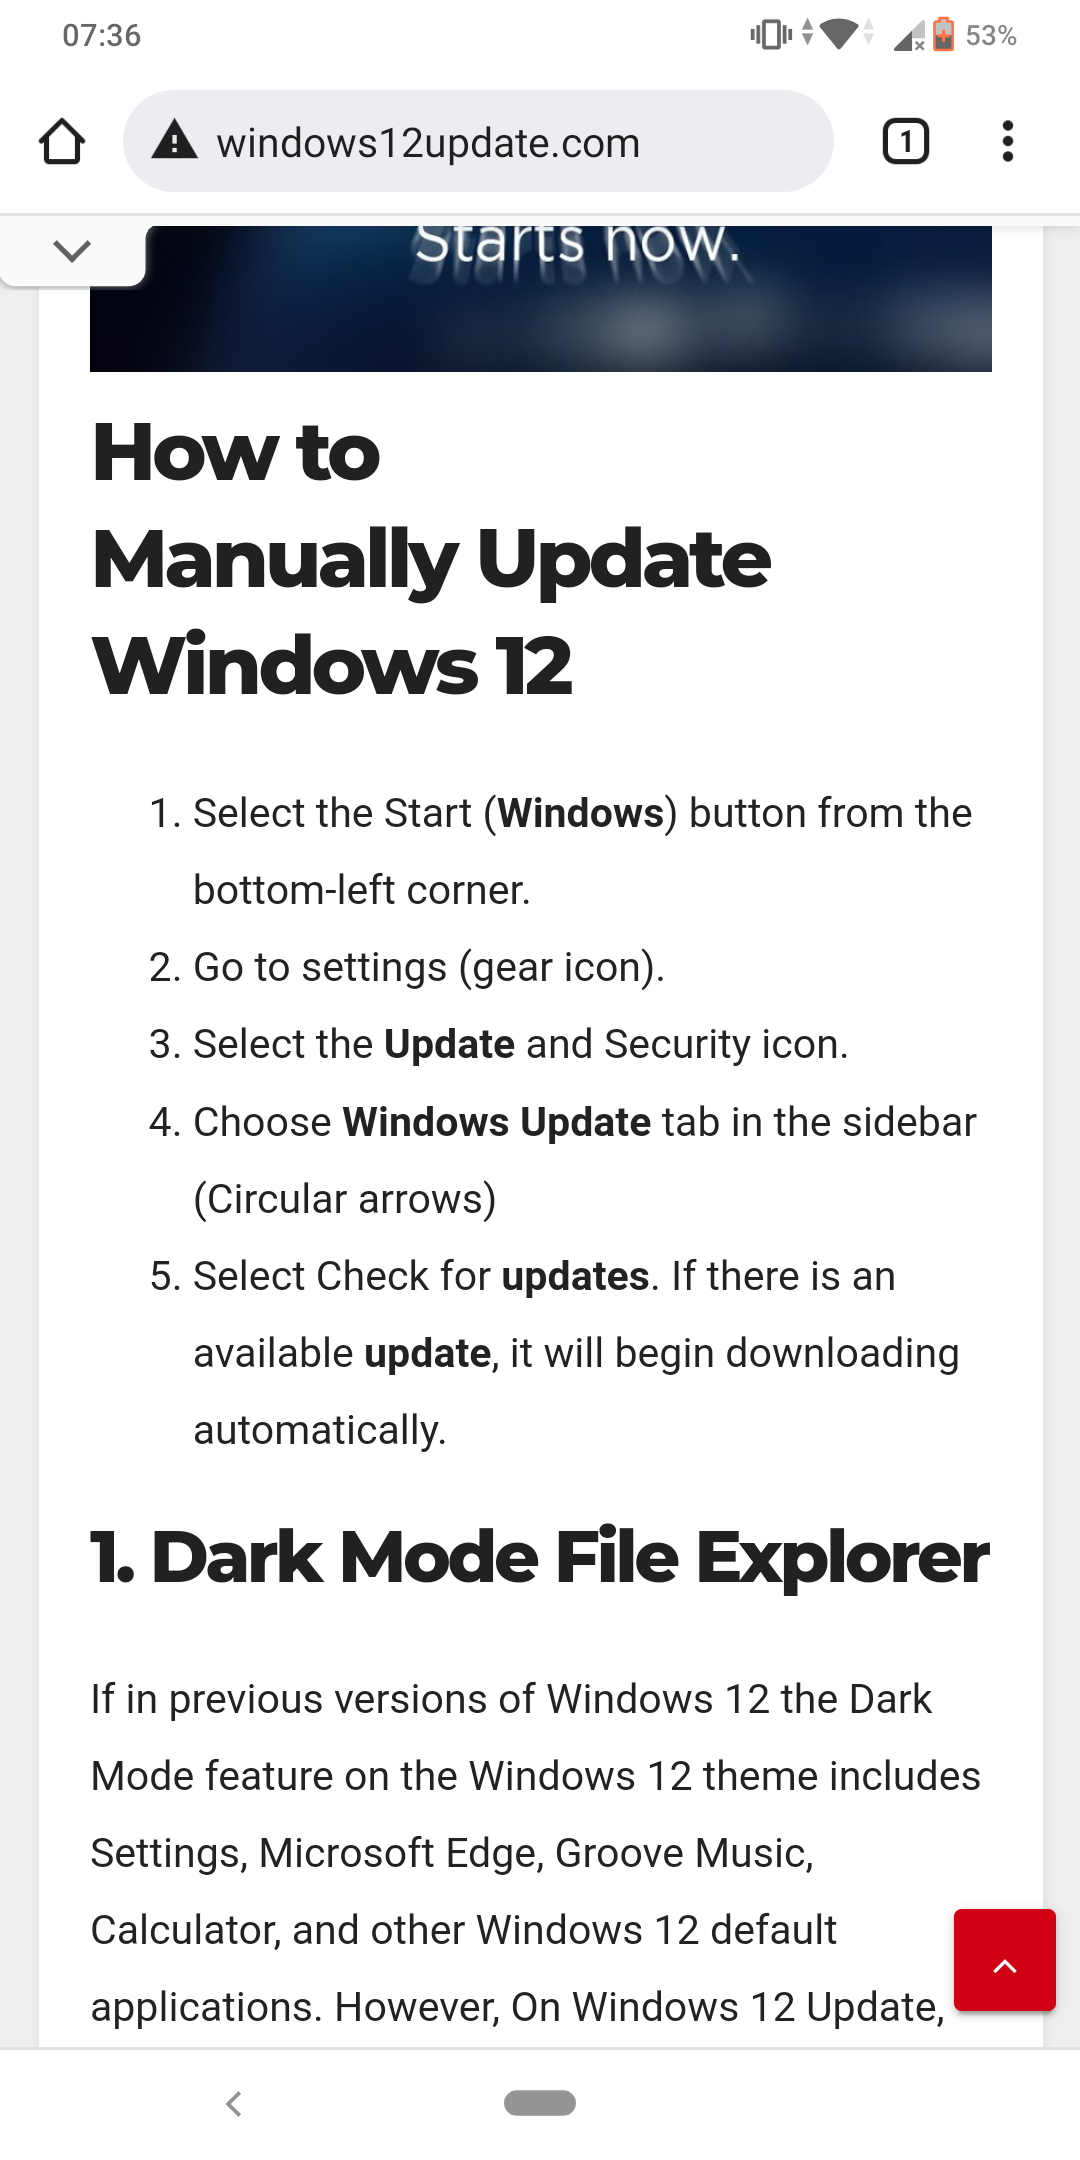 07:36
53%
windows12update.com
1
Starts now.
How to
Manually Update
Windows 12
1. Select the Start (Windows) button from the
bottom-left corner.
2. Go to settings (gear icon).
3. Select the Update and Security icon.
4. Choose Windows Update tab in the sidebar
(Circular arrows)
5. Select Check for updates. If there is an
available update, it will begin downloading
automatically.
1. Dark Mode File Explorer
If in previous versions of Windows 12 the Dark
Mode feature on the Windows 12 theme includes
Settings, Microsoft Edge, Groove Music,
Calculator, and other Windows 12 default
applications. However, On Windows 12 Update,